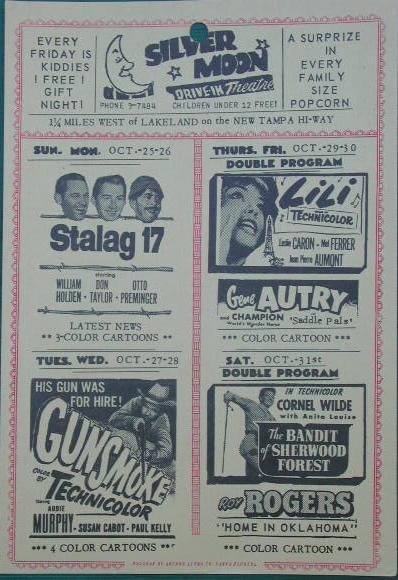 EVERY
FRIDAY IS
KIDDIES
! FREE !
GIFT
NIGHT!
SILVER
MOON
DRIVE-IN Theatre
PHONE 3-7484 CHILDREN UNDER 12 FREE!
A SURPRIZE
IN
EVERY
FAMILY
SIZE
POPCORN
1¼ MILES WEST of LAKELAND on the NEW TAMPA HI-WAY
SUN. MON. OCT.-25-26
Stalag 17
starring
WILLIAM HOLDEN - DON TAYLOR - OTTO PREMINGER
LATEST NEWS
** 3-COLOR CARTOONS **
TUES. WED. OCT.-27-28
HIS GUN WAS
FOR HIRE!
GUNSMOKE
COLOR BY TECHNICOLOR
starring
AUDIE
MURPHY - SUSAN CABOT - PAUL KELLY
*** 4 COLOR CARTOONS ***
THURS. FRI. OCT.-29-30
DOUBLE PROGRAM
LiLi
TECHNICOLOR
Leslie CARON - Mel FERRER
Jean Pierre AUMONT
Gene AUTRY
and CHAMPION in
World's Wonder Horse
"Saddle Pals"
*** COLOR CARTOON ***
SAT. OCT.-31st
DOUBLE PROGRAM
IN TECHNICOLOR
CORNEL WILDE
with Anita Louise
The BANDIT
of SHERWOOD
FOREST
ROY ROGERS
"HOME IN OKLAHOMA"
*** COLOR CARTOON ***